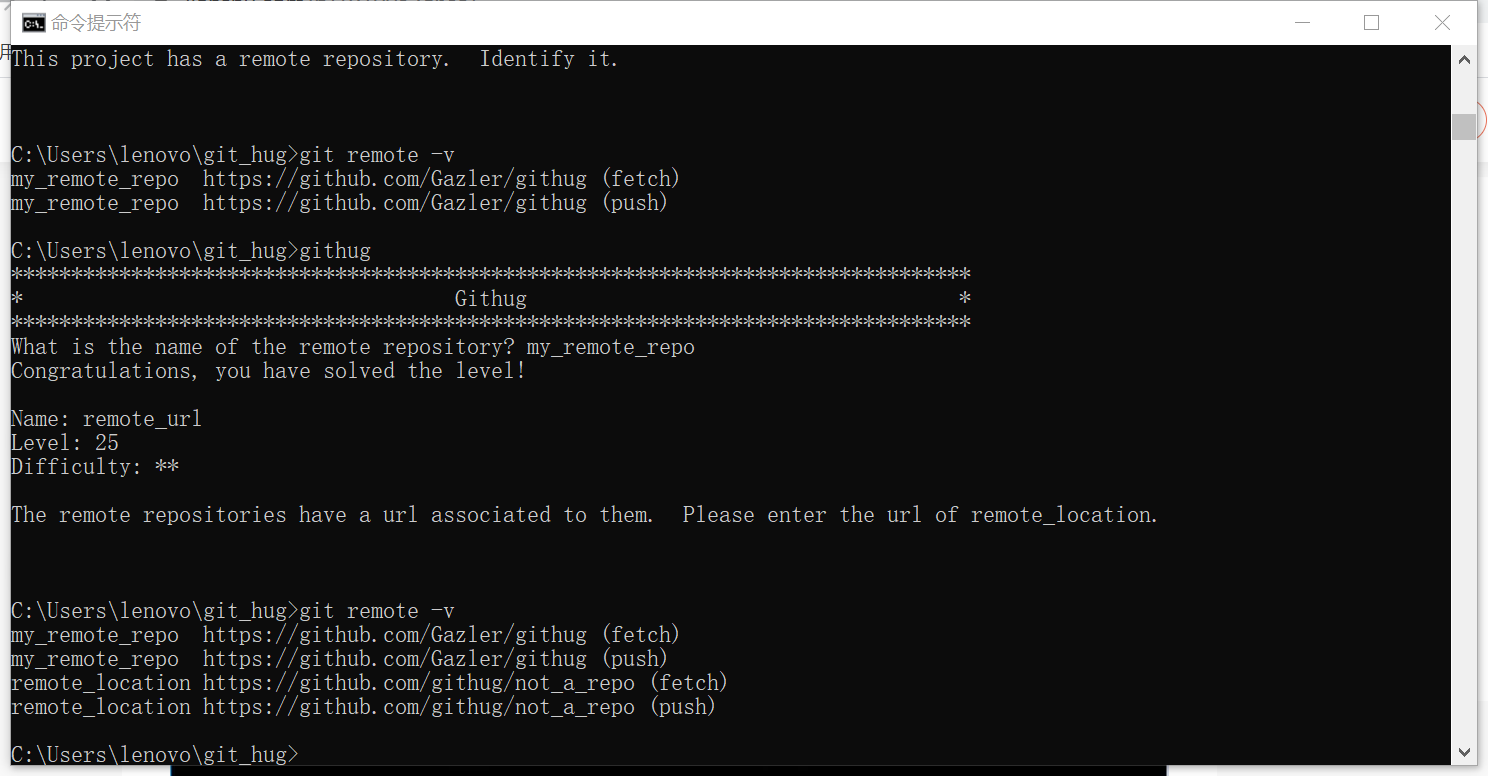 命令提示符
用
This project has a remote repository.  Identify it.
C:\Users\lenovo\git_hug>git remote -v
my_remote_repo  https://github.com/Gazler/githug (fetch)
my_remote_repo  https://github.com/Gazler/githug (push)
C:\Users\lenovo\git_hug>githug
********************************************************************************
*                                    Githug                                    *
********************************************************************************
What is the name of the remote repository? my_remote_repo
Congratulations, you have solved the level!
Name: remote_url
Level: 25
Difficulty: **
The remote repositories have a url associated to them.  Please enter the url of remote_location.
C:\Users\lenovo\git_hug>git remote -v
my_remote_repo  https://github.com/Gazler/githug (fetch)
my_remote_repo  https://github.com/Gazler/githug (push)
remote_location https://github.com/githug/not_a_repo (fetch)
remote_location https://github.com/githug/not_a_repo (push)
C:\Users\lenovo\git_hug>